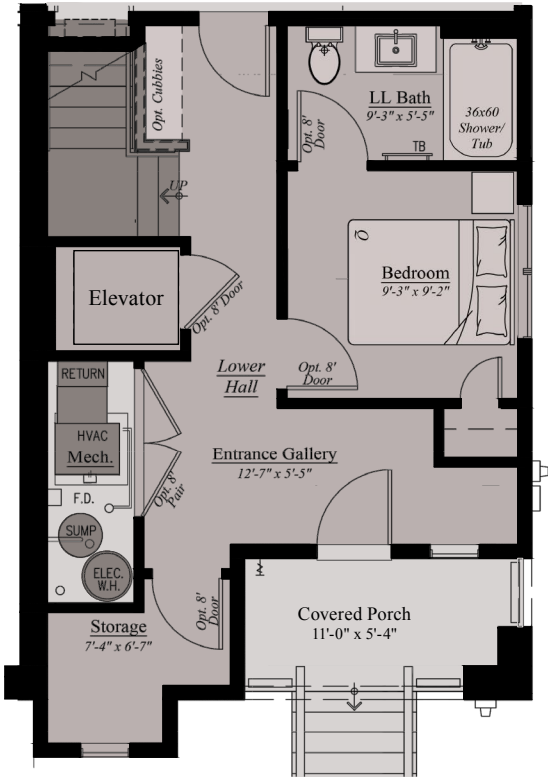 Opt. Cubbies
LL Bath
9'-3" x 5'-5"
36x60
Shower/
Tub
Opt. 8'
Door
TB
UP
Bedroom
9'-3" x 9'-2"
Elevator
Opt. 8' Door
Lower
Hall
Opt. 8'
Door
RETURN
HVAC
Mech.
Entrance Gallery
12'-7" x 5'-5"
Opt. 8'
Pair
F.D.
SUMP
ELEC.
W.H.
Opt. 8'
Door
Storage
7'-4" x 6'-7"
Covered Porch
11'-0" x 5'-4"